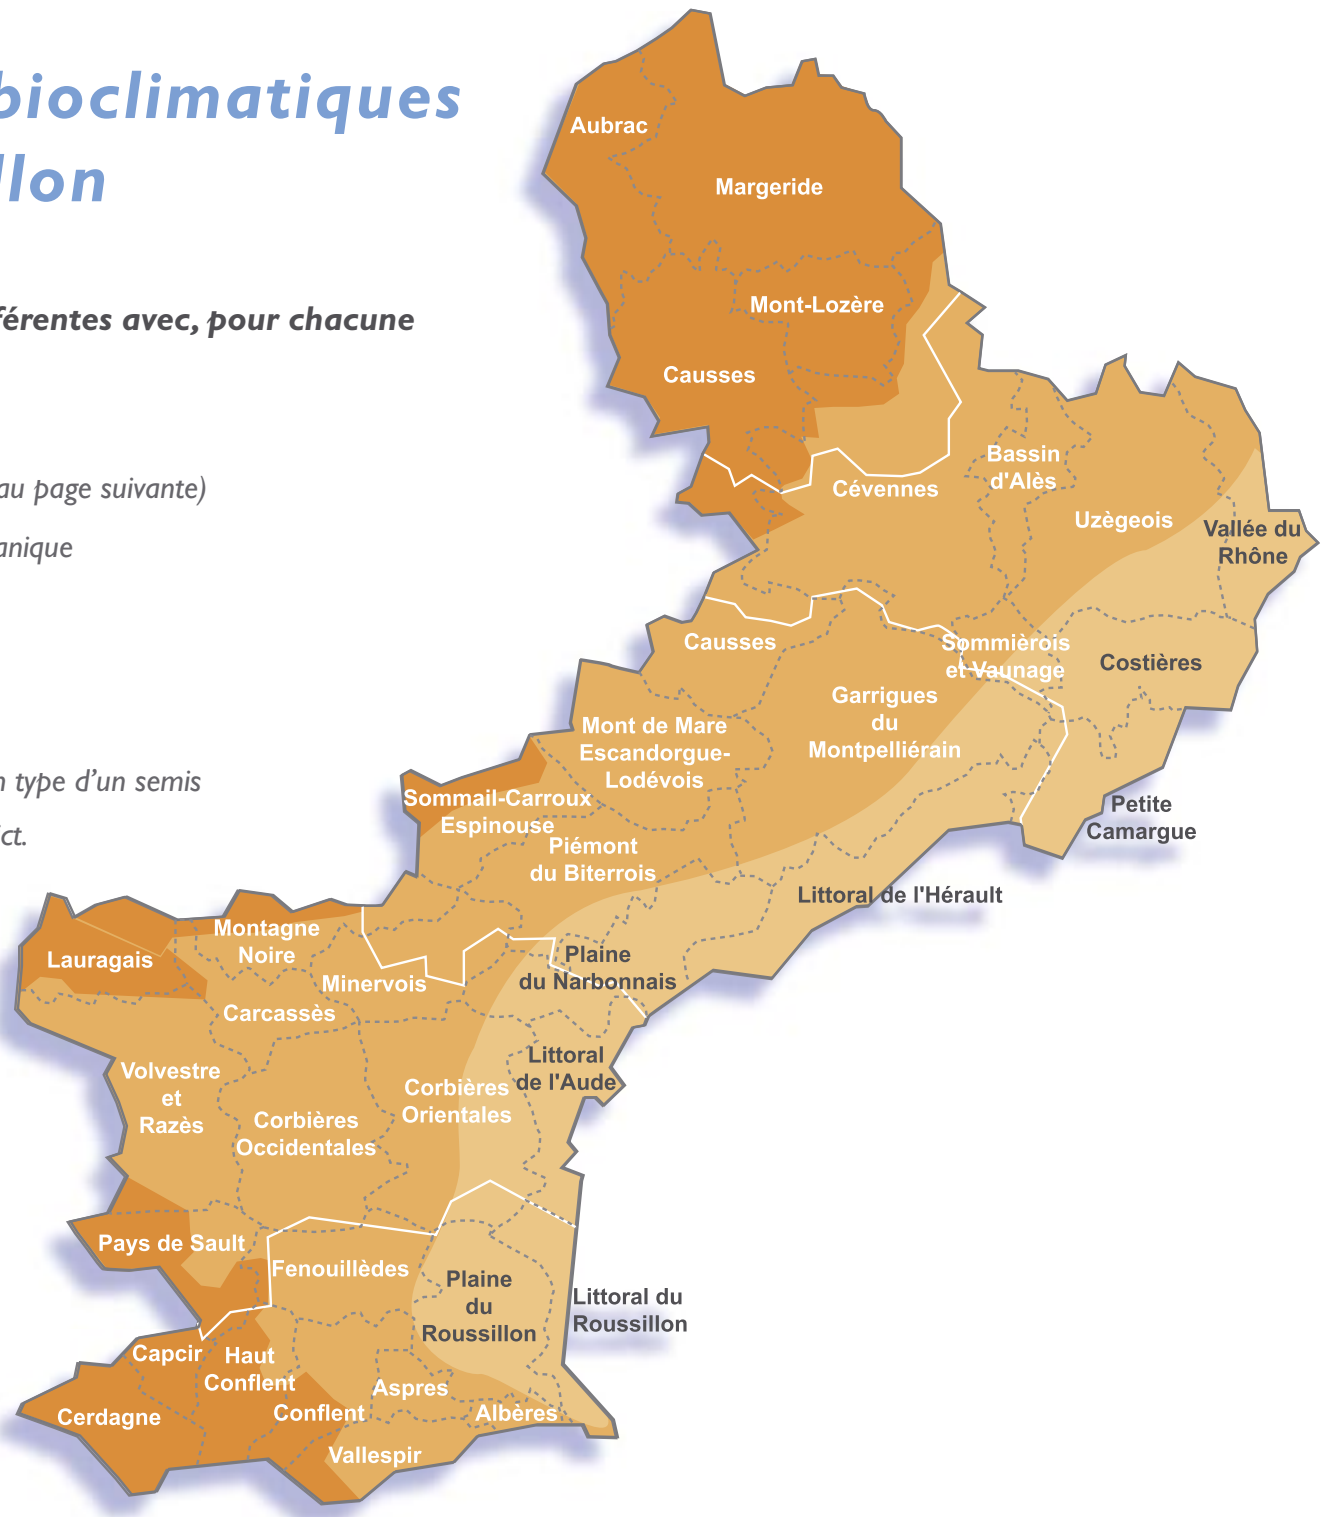 bioclimatiques
llon
férentes avec, pour chacune
au page suivante)
anique
n type d’un semis
ct.
Aubrac
Margeride
Mont-Lozère
Causses
Bassin
d'Alès
Cévennes
Uzègeois
Vallée du
Rhône
Causses
Sommièrois
et Vaunage
Costières
Garrigues
du
Montpelliérain
Mont de Mare
Escandorgue-
Lodévois
Sommail-Carroux
Espinouse
Petite
Camargue
Piémont
du Biterrois
Littoral de l'Hérault
Montagne
Noire
Lauragais
Minervois
Plaine
du Narbonnais
Carcassès
Littoral
de l'Aude
Volvestre
et
Razès
Corbières
Orientales
Corbières
Occidentales
Pays de Sault
Fenouillèdes
Plaine
du
Roussillon
Littoral du
Roussillon
Capcir
Haut
Conflent
Cerdagne
Conflent
Aspres
Albères
Vallespir